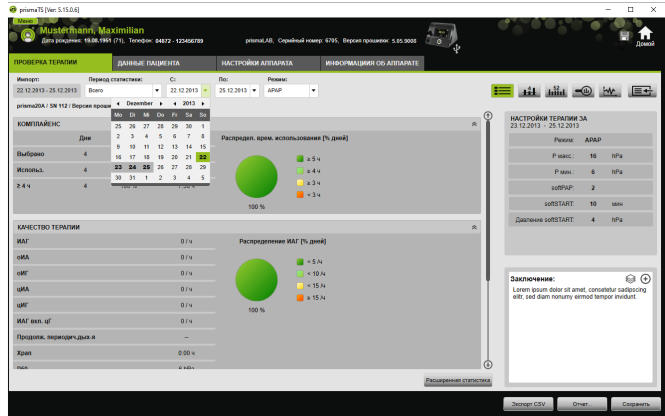 prismaTS [Ver: 5.15.0.6]
Меню
Mustermann, Maximilian
Дата рождения: 19.08.1951 (71), Телефон: 04872 - 123456789
prismaLAB, Серийный номер: 6705, Версия прошивки: 5.05.9008
Домой
ПРОВЕРКА ТЕРАПИИ
ДАННЫЕ ПАЦИЕНТА
НАСТРОЙКИ АППАРАТА
ИНФОРМАЦИЯ ОБ АППАРАТЕ
Импорт:
Период статистики:
С:
По:
Режим:
22.12.2013 - 25.12.2013
Всего
22.12.2013
25.12.2013
APAP
prisma20A / SN 112 / Версия
Dezember
2013
Mo Di Mi Do Fr Sa So
25 26 27 28 29 30 1
2 3 4 5 6 7 8
9 10 11 12 13 14 15
16 17 18 19 20 21 22
23 24 25 26 27 28 29
30 31 1 2 3 4 5
КОМПЛАЙЕНС
Дни
Выбрано 4
Использ. 4
≥ 4 ч 4
Распредел. врем. использования [% дней]
≥ 5 ч
≥ 4 ч
≥ 3 ч
< 3 ч
100 %
КАЧЕСТВО ТЕРАПИИ
ИАГ 0 / ч
оИА 0 / ч
оИГ 0 / ч
цИА 0 / ч
цИГ 0 / ч
ИАГ вкл. цГ 0 / ч
Продолж. периодич.дых-я --
Храп 0:00 ч
Распределение ИАГ [% дней]
< 5 /ч
< 10 /ч
< 15 /ч
≥ 15 /ч
100 %
Расширенная статистика
НАСТРОЙКИ ТЕРАПИИ ЗА
23.12.2013 - 25.12.2013
Режим: APAP
P макс.: 16 hPa
P мин.: 6 hPa
softPAP: 2
softSTART: 10 мин
Давление softSTART: 4 hPa
Заключение:
Lorem ipsum dolor sit amet, consetetur sadipscing
elitr, sed diam nonumy eirmod tempor invidunt.
Экспорт CSV
Отчет...
Сохранить